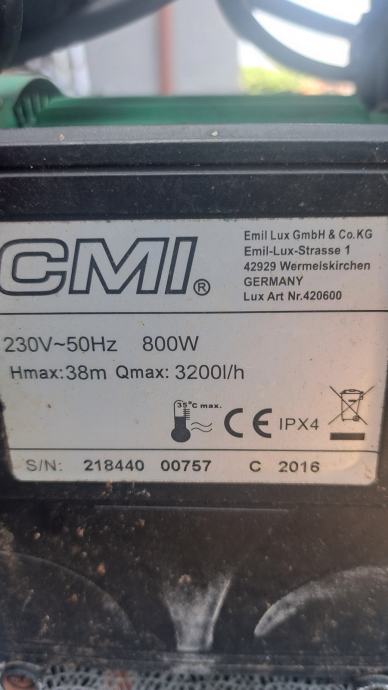 CMI®
Emil Lux GmbH & Co.KG
Emil-Lux-Strasse 1
42929 Wermelskirchen
GERMANY
Lux Art Nr.420600
230V~50Hz 800W
Hmax:38m Qmax: 3200l/h
35°C max.
CE IPX4
S/N: 218440 00757 C 2016